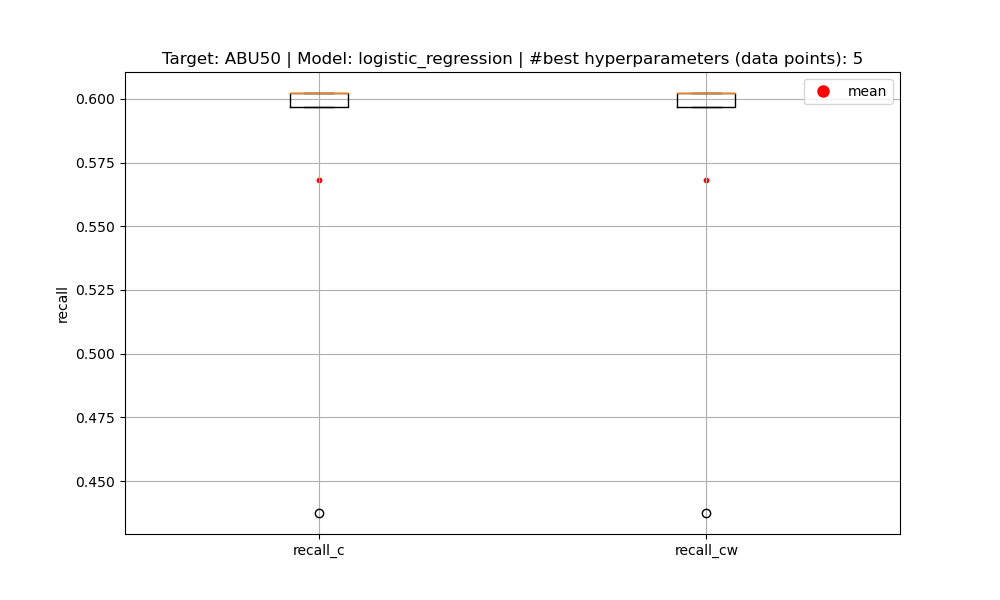 Target: ABU50 | Model: logistic_regression | #best hyperparameters (data points): 5
mean
0.600
0.575
0.550
0.525
0.500
0.475
0.450
recall
recall_c
recall_cw